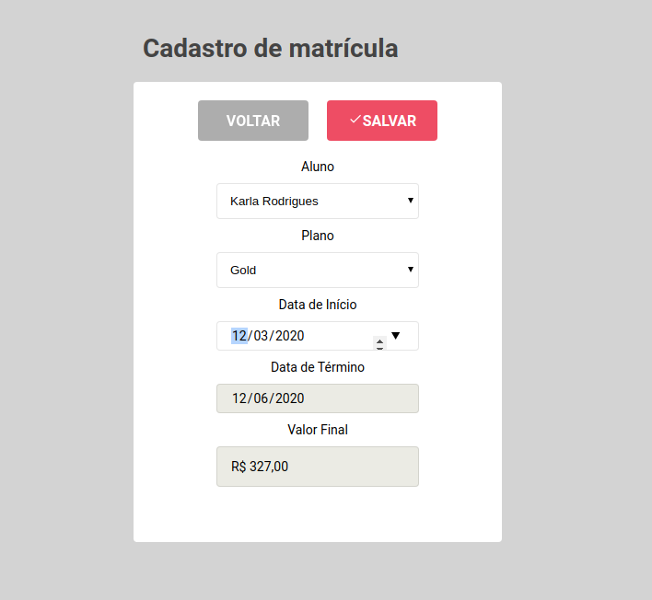 Cadastro de matrícula
VOLTAR
SALVAR
Aluno
Karla Rodrigues
Plano
Gold
Data de Início
12/03/2020
Data de Término
12/06/2020
Valor Final
R$ 327,00